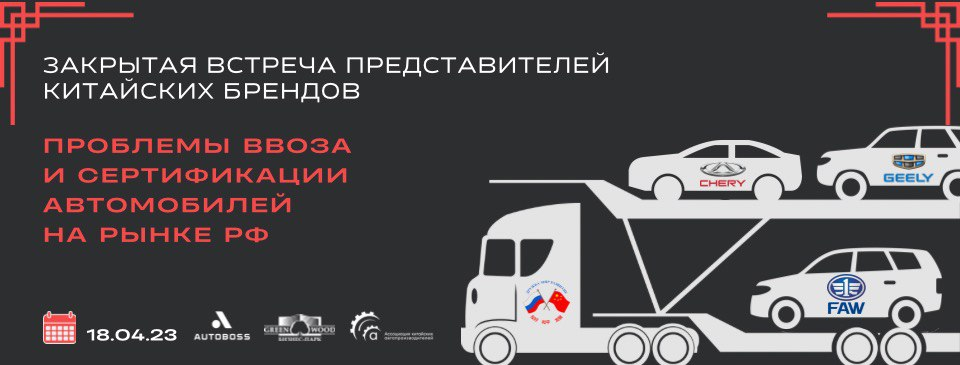 ЗАКРЫТАЯ ВСТРЕЧА ПРЕДСТАВИТЕЛЕЙ
КИТАЙСКИХ БРЕНДОВ
ПРОБЛЕМЫ ВВОЗА
И СЕРТИФИКАЦИИ
АВТОМОБИЛЕЙ
НА РЫНКЕ РФ
CHERY
GEELY
FAW
18.04.23
AUTOBOSS
GREENWOOD
БИЗНЕС-ПАРК
Ассоциация китайских
автопроизводителей